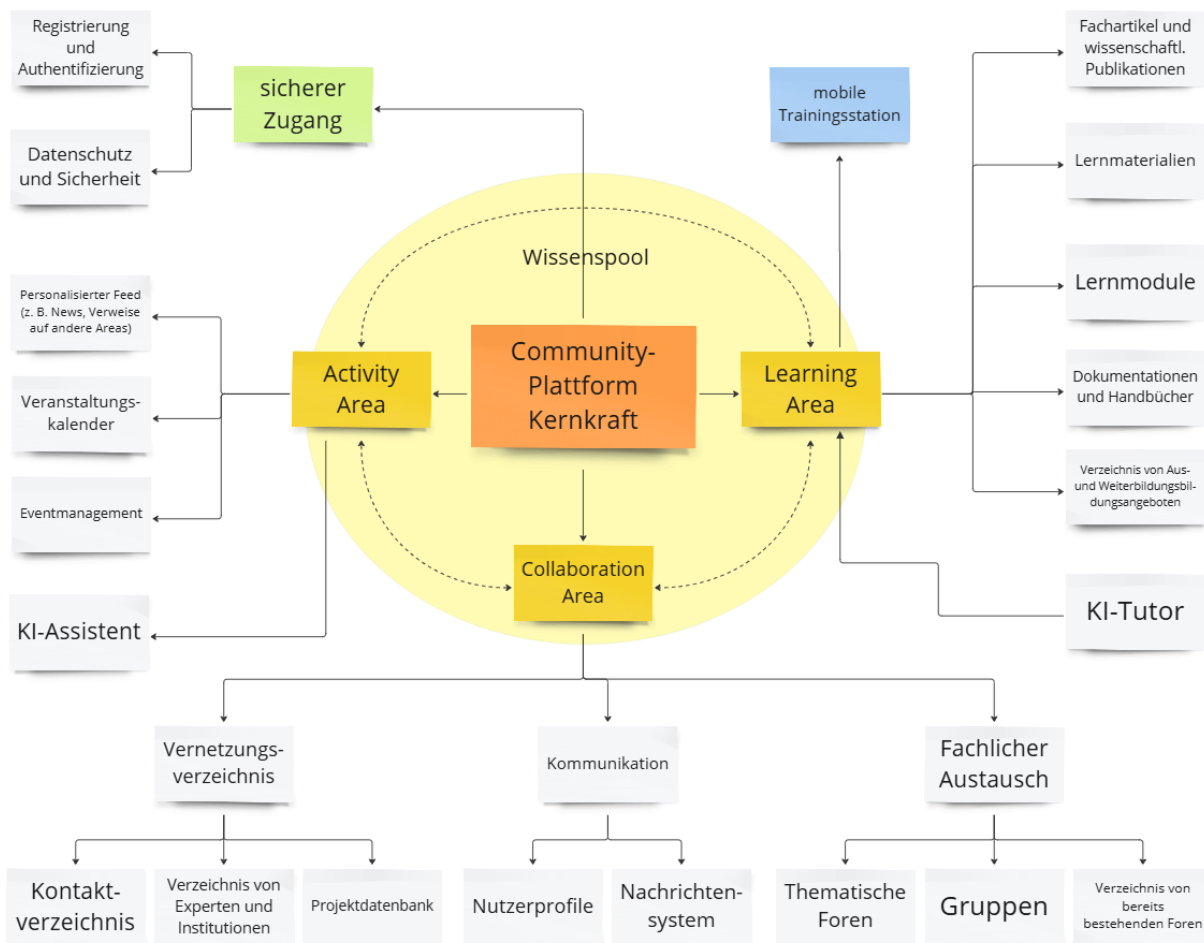 Registrierung
und
Authentifizierung
sicherer
Zugang
Datenschutz
und Sicherheit
mobile
Trainingsstation
Fachartikel und
wissenschaftl.
Publikationen
Lernmaterialien
Wissenspool
Personalisierter Feed
(z. B. News, Verweise
auf andere Areas)
Veranstaltungs-
kalender
Eventmanagement
KI-Assistent
Activity
Area
Community-
Plattform
Kernkraft
Learning
Area
Collaboration
Area
Lernmodule
Dokumentationen
und Handbücher
Verzeichnis von Aus-
und Weiterbildungsbil-
dungsangeboten
KI-Tutor
Vernetzungs-
verzeichnis
Kommunikation
Fachlicher
Austausch
Kontakt-
verzeichnis
Verzeichnis von
Experten und
Institutionen
Projektdatenbank
Nutzerprofile
Nachrichten-
system
Thematische
Foren
Gruppen
Verzeichnis von
bereits
bestehenden Foren